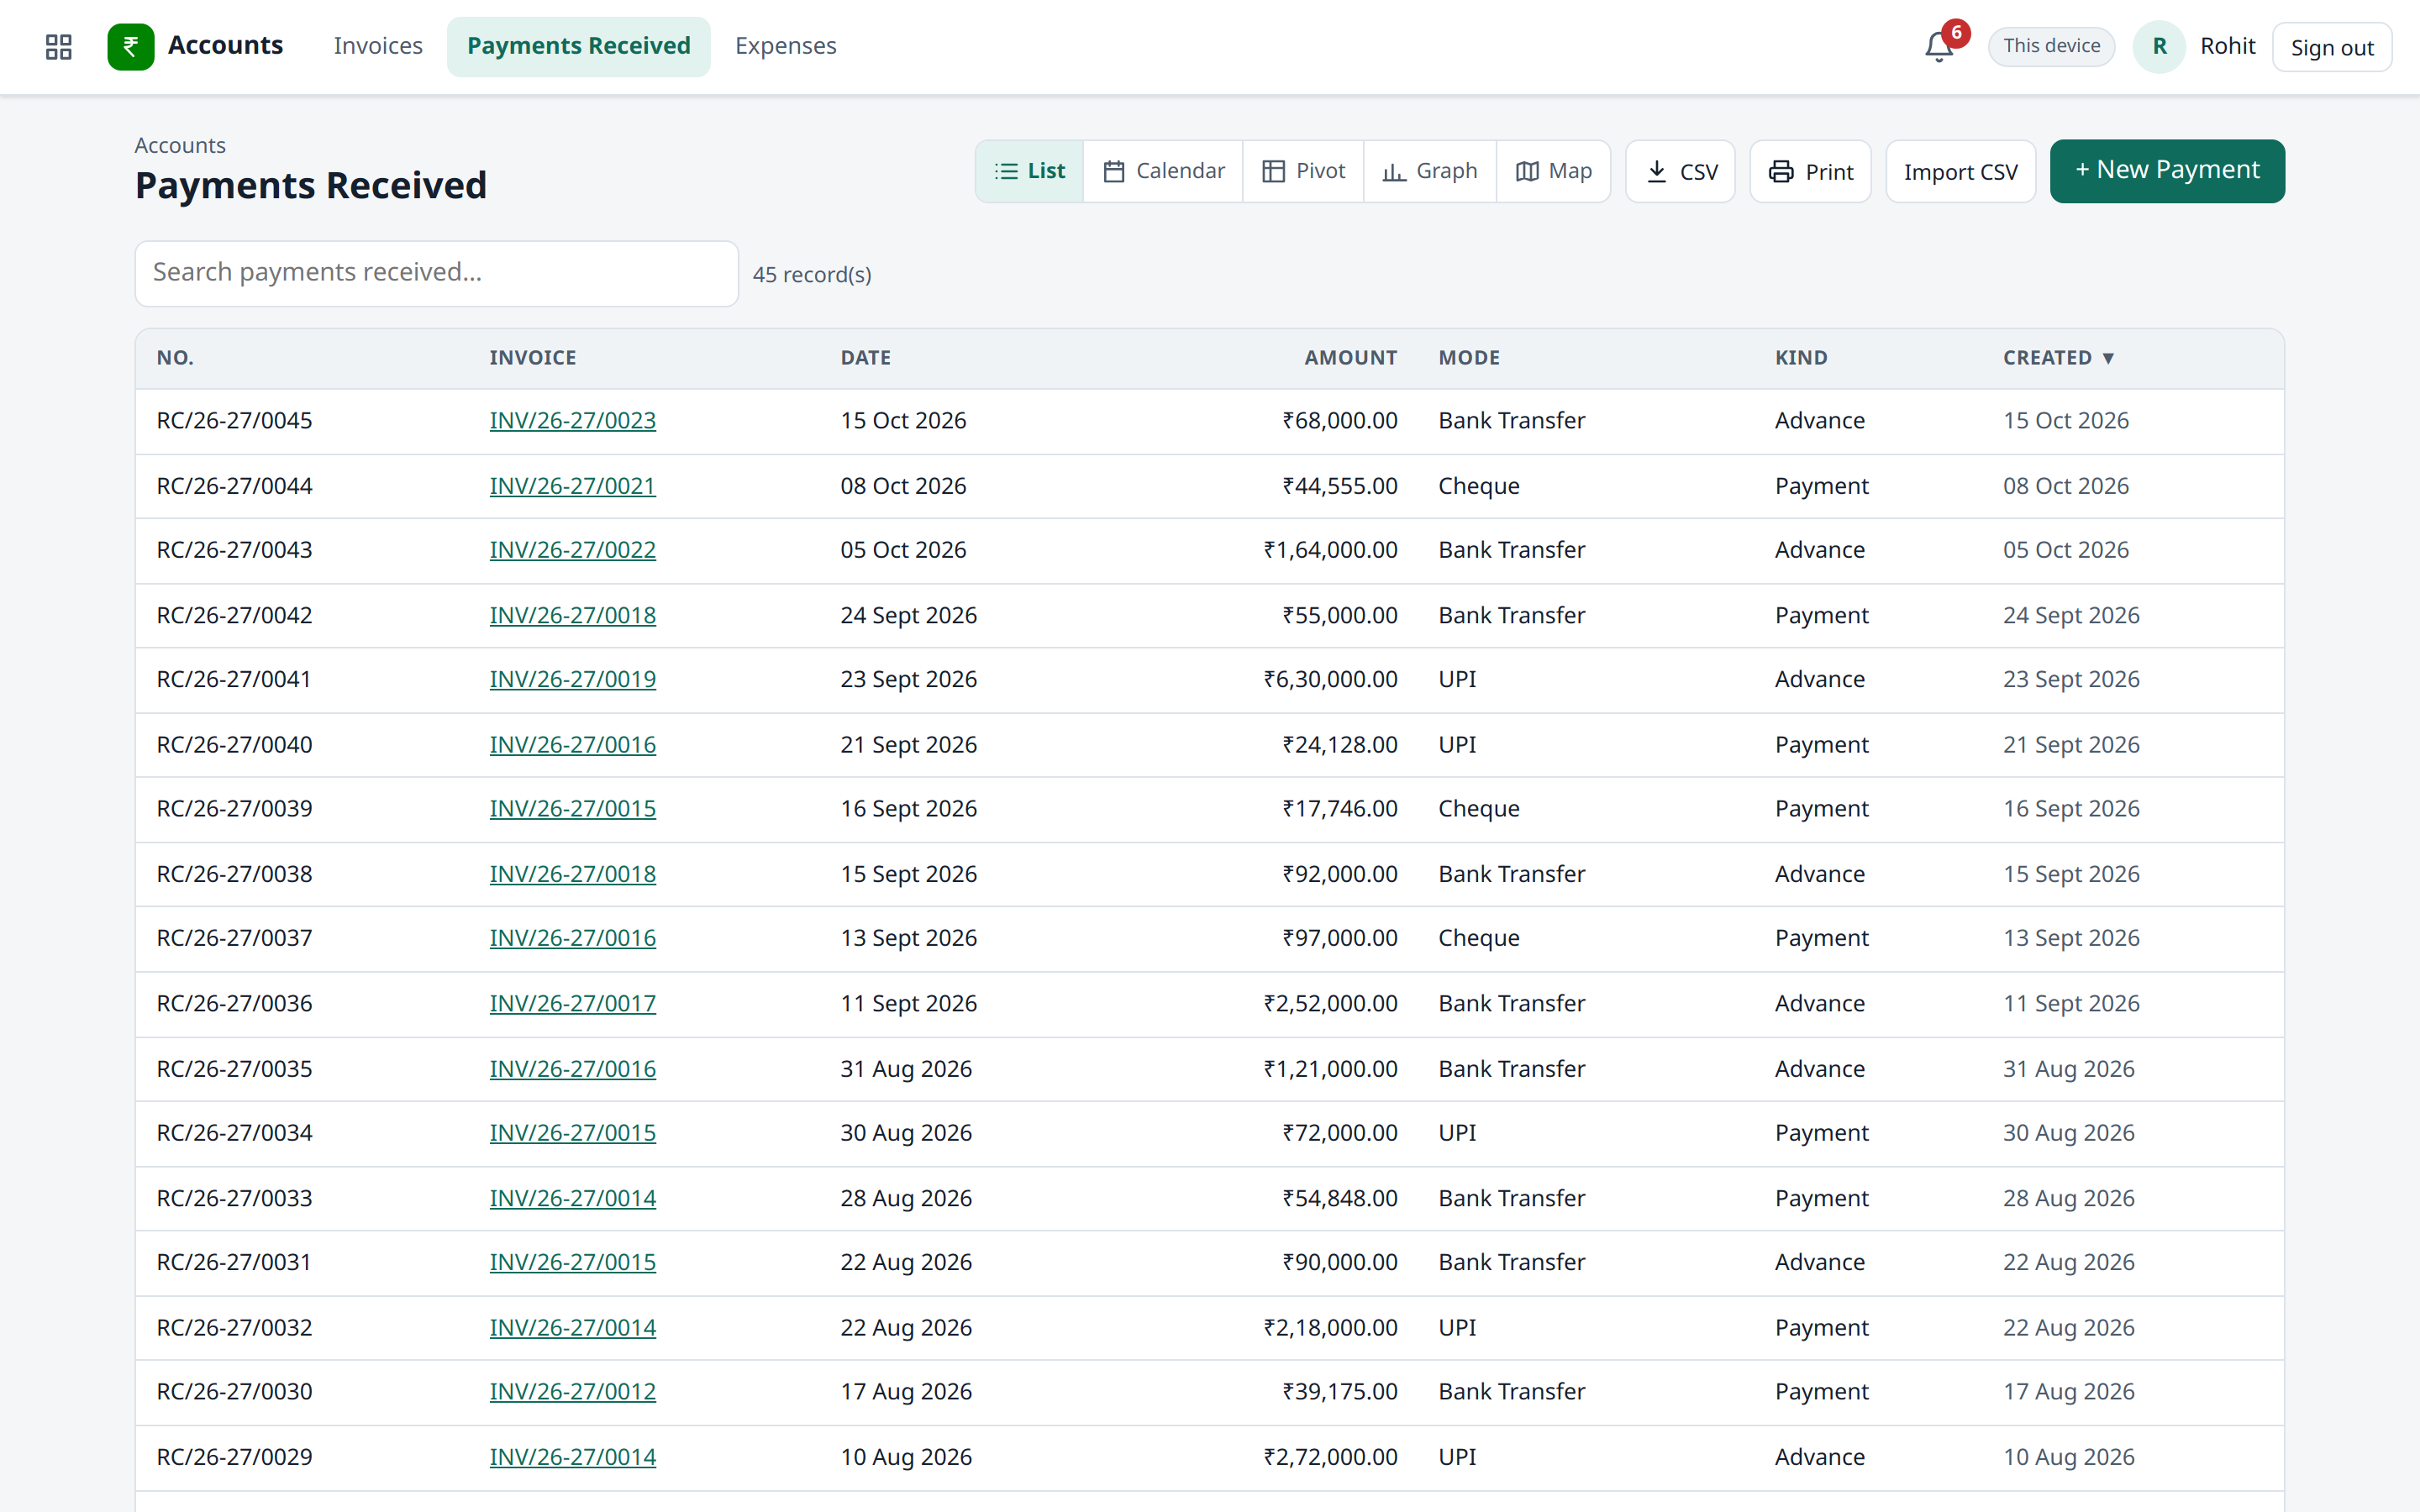 ₹ Accounts Invoices Payments Received Expenses 6 This device R Rohit Sign out
Accounts
Payments Received
List Calendar Pivot Graph Map CSV Print Import CSV + New Payment
Search payments received... 45 record(s)
NO. INVOICE DATE AMOUNT MODE KIND CREATED ▼
RC/26-27/0045 INV/26-27/0023 15 Oct 2026 ₹68,000.00 Bank Transfer Advance 15 Oct 2026
RC/26-27/0044 INV/26-27/0021 08 Oct 2026 ₹44,555.00 Cheque Payment 08 Oct 2026
RC/26-27/0043 INV/26-27/0022 05 Oct 2026 ₹1,64,000.00 Bank Transfer Advance 05 Oct 2026
RC/26-27/0042 INV/26-27/0018 24 Sept 2026 ₹55,000.00 Bank Transfer Payment 24 Sept 2026
RC/26-27/0041 INV/26-27/0019 23 Sept 2026 ₹6,30,000.00 UPI Advance 23 Sept 2026
RC/26-27/0040 INV/26-27/0016 21 Sept 2026 ₹24,128.00 UPI Payment 21 Sept 2026
RC/26-27/0039 INV/26-27/0015 16 Sept 2026 ₹17,746.00 Cheque Payment 16 Sept 2026
RC/26-27/0038 INV/26-27/0018 15 Sept 2026 ₹92,000.00 Bank Transfer Advance 15 Sept 2026
RC/26-27/0037 INV/26-27/0016 13 Sept 2026 ₹97,000.00 Cheque Payment 13 Sept 2026
RC/26-27/0036 INV/26-27/0017 11 Sept 2026 ₹2,52,000.00 Bank Transfer Advance 11 Sept 2026
RC/26-27/0035 INV/26-27/0016 31 Aug 2026 ₹1,21,000.00 Bank Transfer Advance 31 Aug 2026
RC/26-27/0034 INV/26-27/0015 30 Aug 2026 ₹72,000.00 UPI Payment 30 Aug 2026
RC/26-27/0033 INV/26-27/0014 28 Aug 2026 ₹54,848.00 Bank Transfer Payment 28 Aug 2026
RC/26-27/0031 INV/26-27/0015 22 Aug 2026 ₹90,000.00 Bank Transfer Advance 22 Aug 2026
RC/26-27/0032 INV/26-27/0014 22 Aug 2026 ₹2,18,000.00 UPI Payment 22 Aug 2026
RC/26-27/0030 INV/26-27/0012 17 Aug 2026 ₹39,175.00 Bank Transfer Payment 17 Aug 2026
RC/26-27/0029 INV/26-27/0014 10 Aug 2026 ₹2,72,000.00 UPI Advance 10 Aug 2026